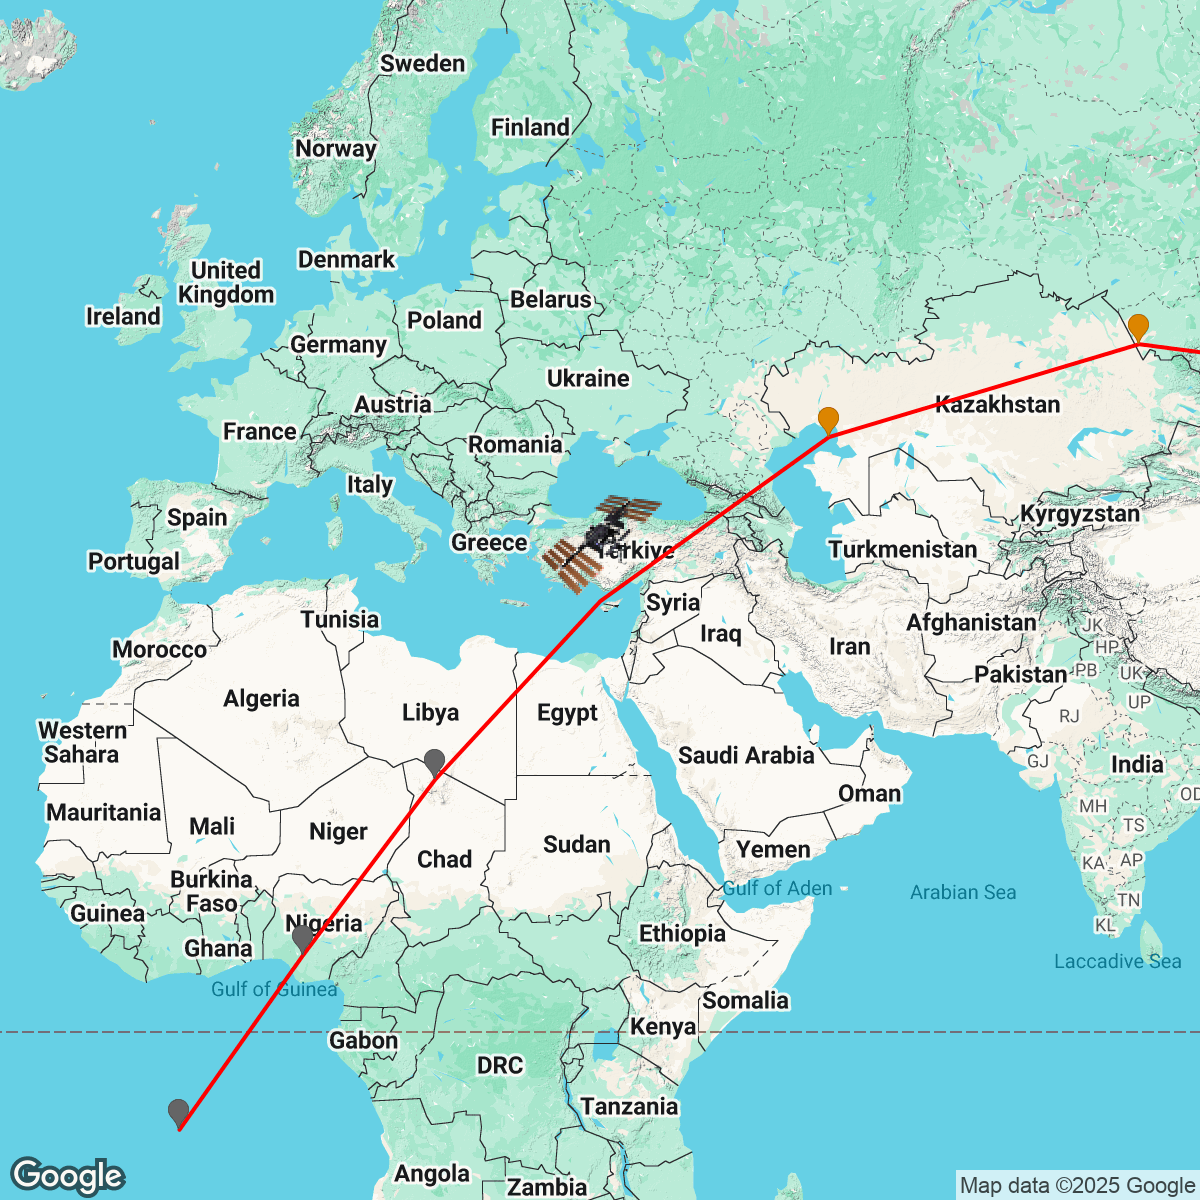 Sweden
Finland
Norway
Denmark
United
Kingdom
Ireland
Belarus
Poland
Germany
Ukraine
Austria
Kazakhstan
France
Romania
Italy
Spain
Kyrgyzstan
Greece
Türkiye
Turkmenistan
Portugal
Syria
Tunisia
Afghanistan
JK
Iraq
Iran
Morocco
HP
Pakistan
PB
UK
Algeria
UP
Libya
Egypt
RJ
Western
Sahara
Saudi Arabia
GJ
India
Oman
OD
MH
Mauritania
Mali
Niger
TS
Sudan
Yemen
Chad
KA
AP
Burkina
Faso
Gulf of Aden
Arabian Sea
TN
Guinea
Nigeria
KL
Ethiopia
Ghana
Laccadive Sea
Gulf of Guinea
Somalia
Kenya
Gabon
DRC
Tanzania
Angola
Zambia
Google
Map data ©2025 Google